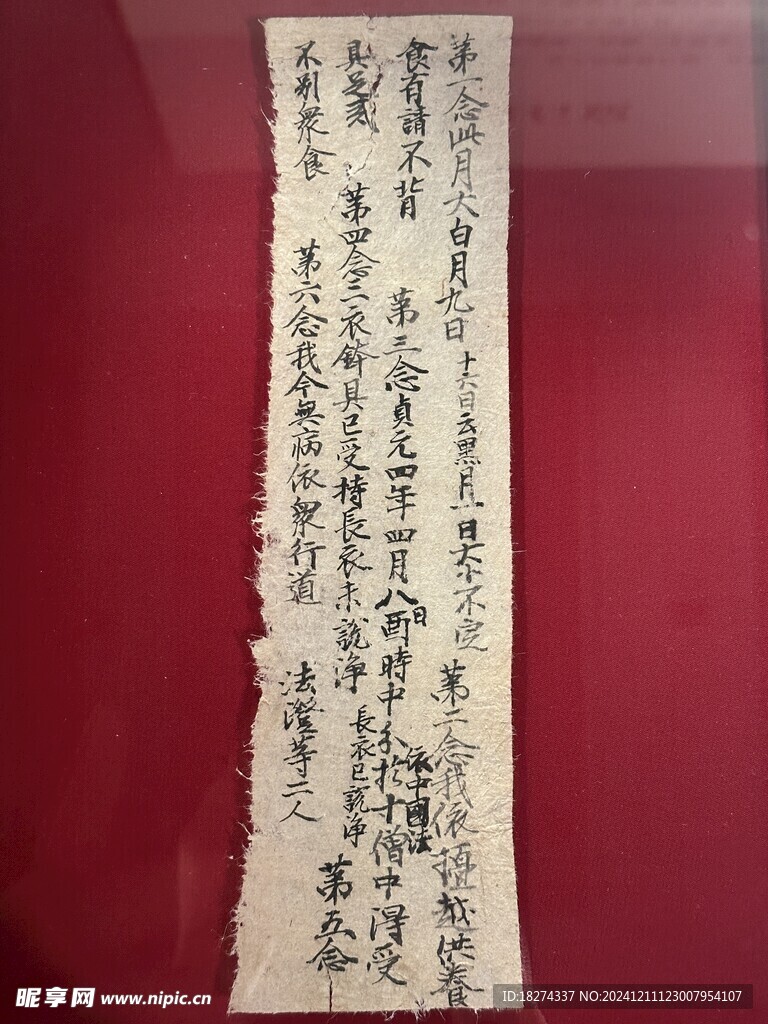 第一念此月大白月九日十六日云黑月一日大小不定 第二念我依檀越供養
食有請不背 第三念貞元四年四月八日酉時中於十僧中得受
依中國法
具足戒 第四念三衣鉢具已受持長衣未說淨長衣已說淨 第五念
不別衆食 第六念我今無病依衆行道 法澄等二人
昵享网 www.nipic.cn
ID:18274337 NO:20241211123007954107